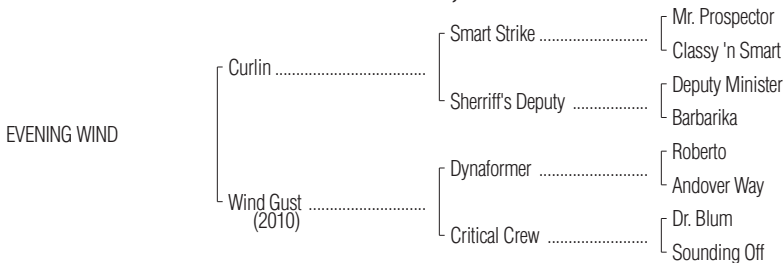 Mr. Prospector
Smart Strike ........................
Classy 'n Smart
Curlin ...................................
Deputy Minister
Sherriff's Deputy .................
Barbarika
EVENING WIND
Roberto
Dynaformer ........................
Andover Way
Wind Gust ...........................
(2010)
Dr. Blum
Critical Crew ......................
Sounding Off